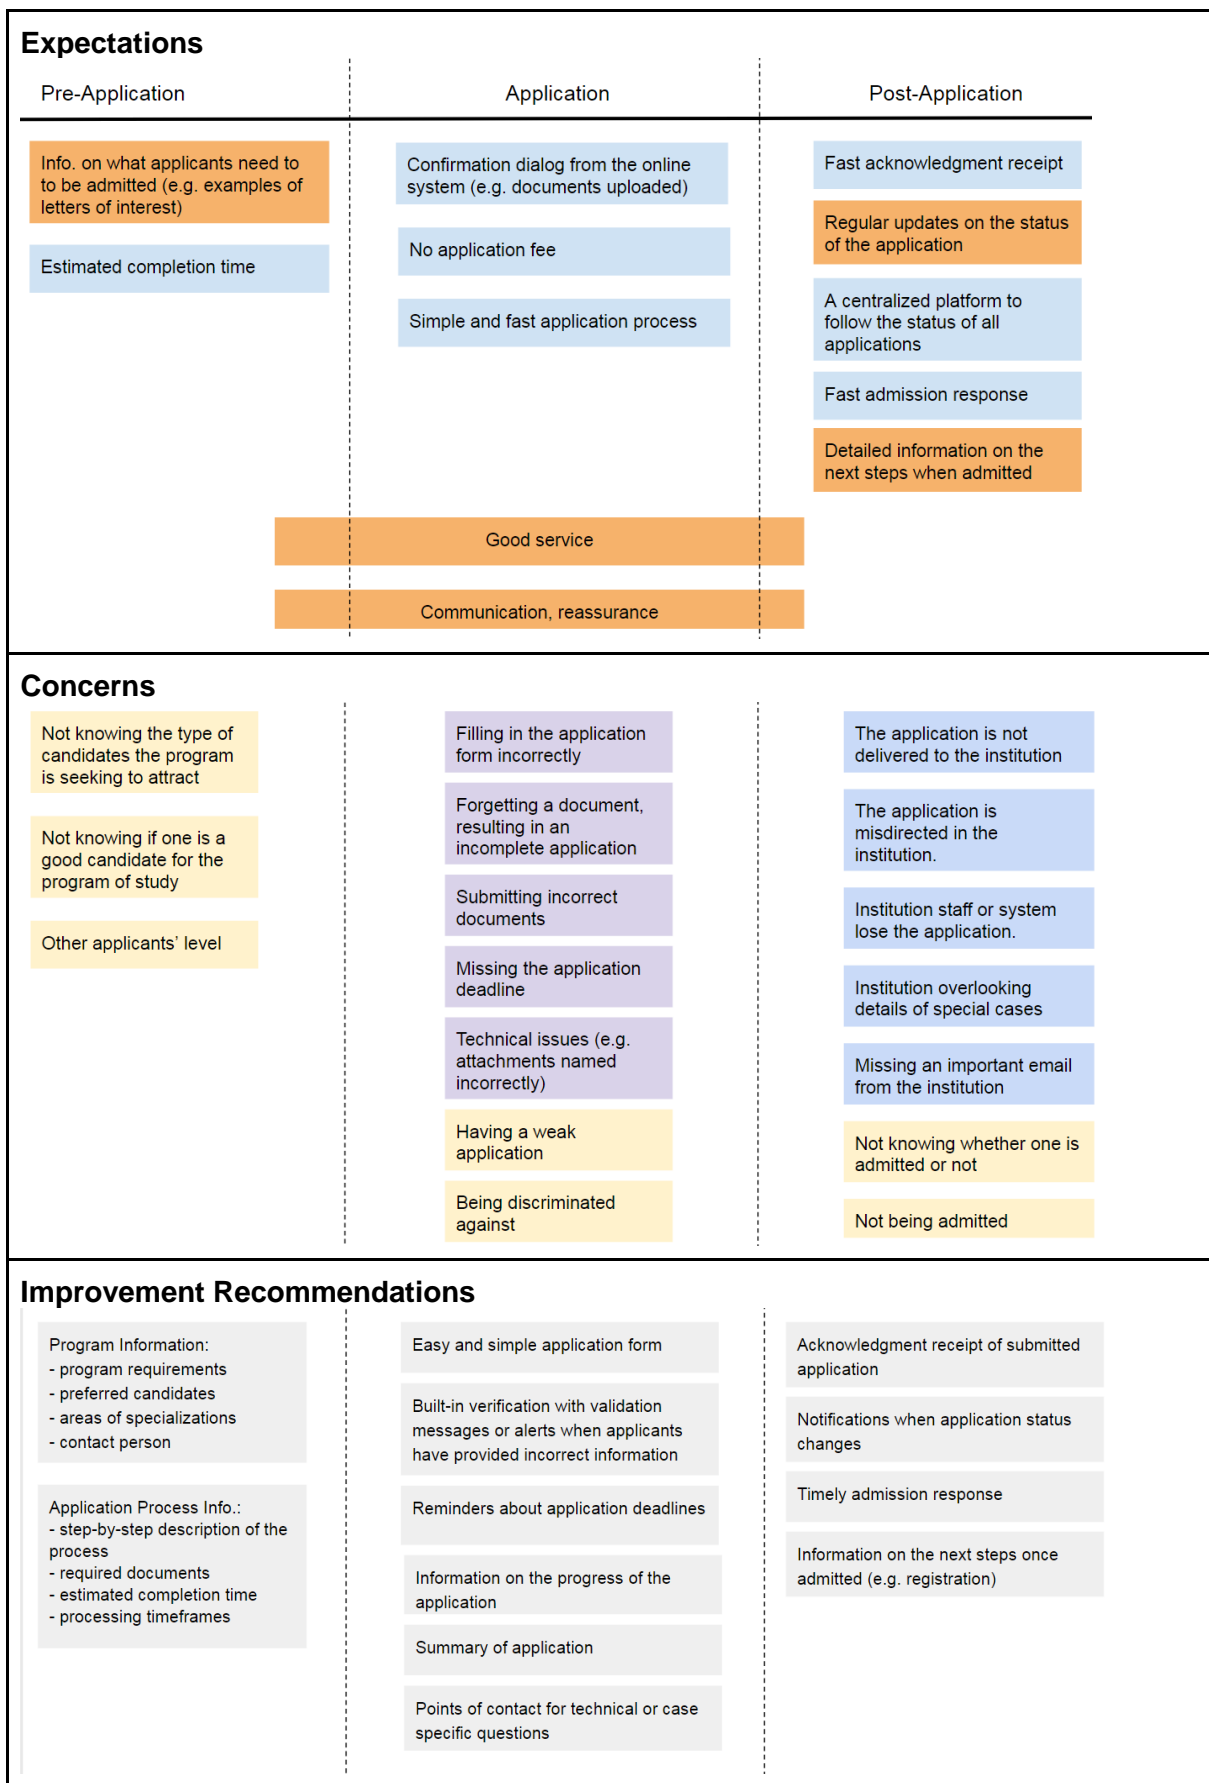 Expectations
Pre-Application
Application
Post-Application
Info. on what applicants need to
to be admitted (e.g. examples of
letters of interest)
Estimated completion time
Confirmation dialog from the online
system (e.g. documents uploaded)
No application fee
Simple and fast application process
Fast acknowledgment receipt
Regular updates on the status
of the application
A centralized platform to
follow the status of all
applications
Fast admission response
Detailed information on the
next steps when admitted
Good service
Communication, reassurance
Concerns
Not knowing the type of
candidates the program
is seeking to attract
Not knowing if one is a
good candidate for the
program of study
Other applicants' level
Filling in the application
form incorrectly
Forgetting a document,
resulting in an
incomplete application
Submitting incorrect
documents
Missing the application
deadline
Technical issues (e.g.
attachments named
incorrectly)
Having a weak
application
Being discriminated
against
The application is not
delivered to the institution
The application is
misdirected in the
institution.
Institution staff or system
lose the application.
Institution overlooking
details of special cases
Missing an important email
from the institution
Not knowing whether one is
admitted or not
Not being admitted
Improvement Recommendations
Program Information:
- program requirements
- preferred candidates
- areas of specializations
- contact person
Application Process Info.:
- step-by-step description of the
process
- required documents
- estimated completion time
- processing timeframes
Easy and simple application form
Built-in verification with validation
messages or alerts when applicants
have provided incorrect information
Reminders about application deadlines
Information on the progress of the
application
Summary of application
Points of contact for technical or case
specific questions
Acknowledgment receipt of submitted
application
Notifications when application status
changes
Timely admission response
Information on the next steps once
admitted (e.g. registration)